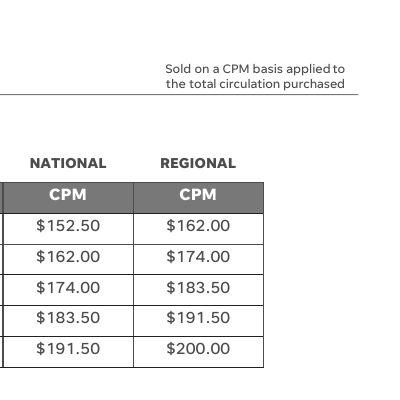 Sold on a CPM basis applied to
the total circulation purchased
NATIONAL REGIONAL
CPM CPM
$152.50 $162.00
$162.00 $174.00
$174.00 $183.50
$183.50 $191.50
$191.50 $200.00